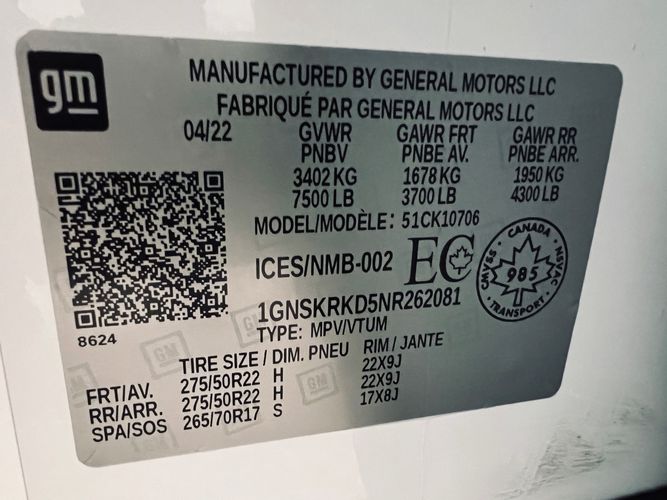 gm
MANUFACTURED BY GENERAL MOTORS LLC
FABRIQUÉ PAR GENERAL MOTORS LLC
04/22 GVWR GAWR FRT GAWR RR
PNBV PNBE AV. PNBE ARR.
3402 KG 1678 KG 1950 KG
7500 LB 3700 LB 4300 LB
MODEL/MODÈLE: 51CK10706
ICES/NMB-002 EC
CANADA
CMVSS 985 NSVAC
TRANSPORT
1GNSKRKD5NR262081
TYPE: MPV/VTUM
8624
TIRE SIZE / DIM. PNEU RIM / JANTE
FRT/AV. 275/50R22 H 22X9J
RR/ARR. 275/50R22 H 22X9J
SPA/SOS 265/70R17 S 17X8J